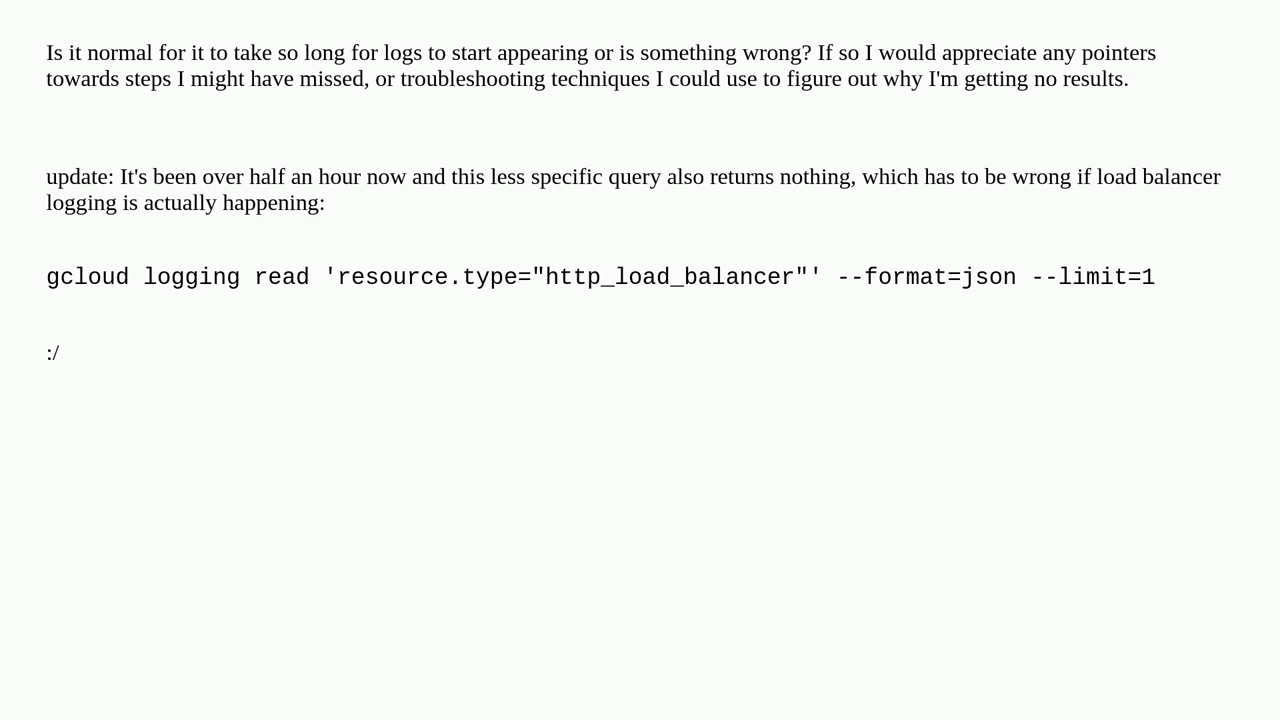 Is it normal for it to take so long for logs to start appearing or is something wrong? If so I would appreciate any pointers
towards steps I might have missed, or troubleshooting techniques I could use to figure out why I'm getting no results.
update: It's been over half an hour now and this less specific query also returns nothing, which has to be wrong if load balancer
logging is actually happening:
gcloud logging read 'resource.type="http_load_balancer"' --format=json --limit=1
:/